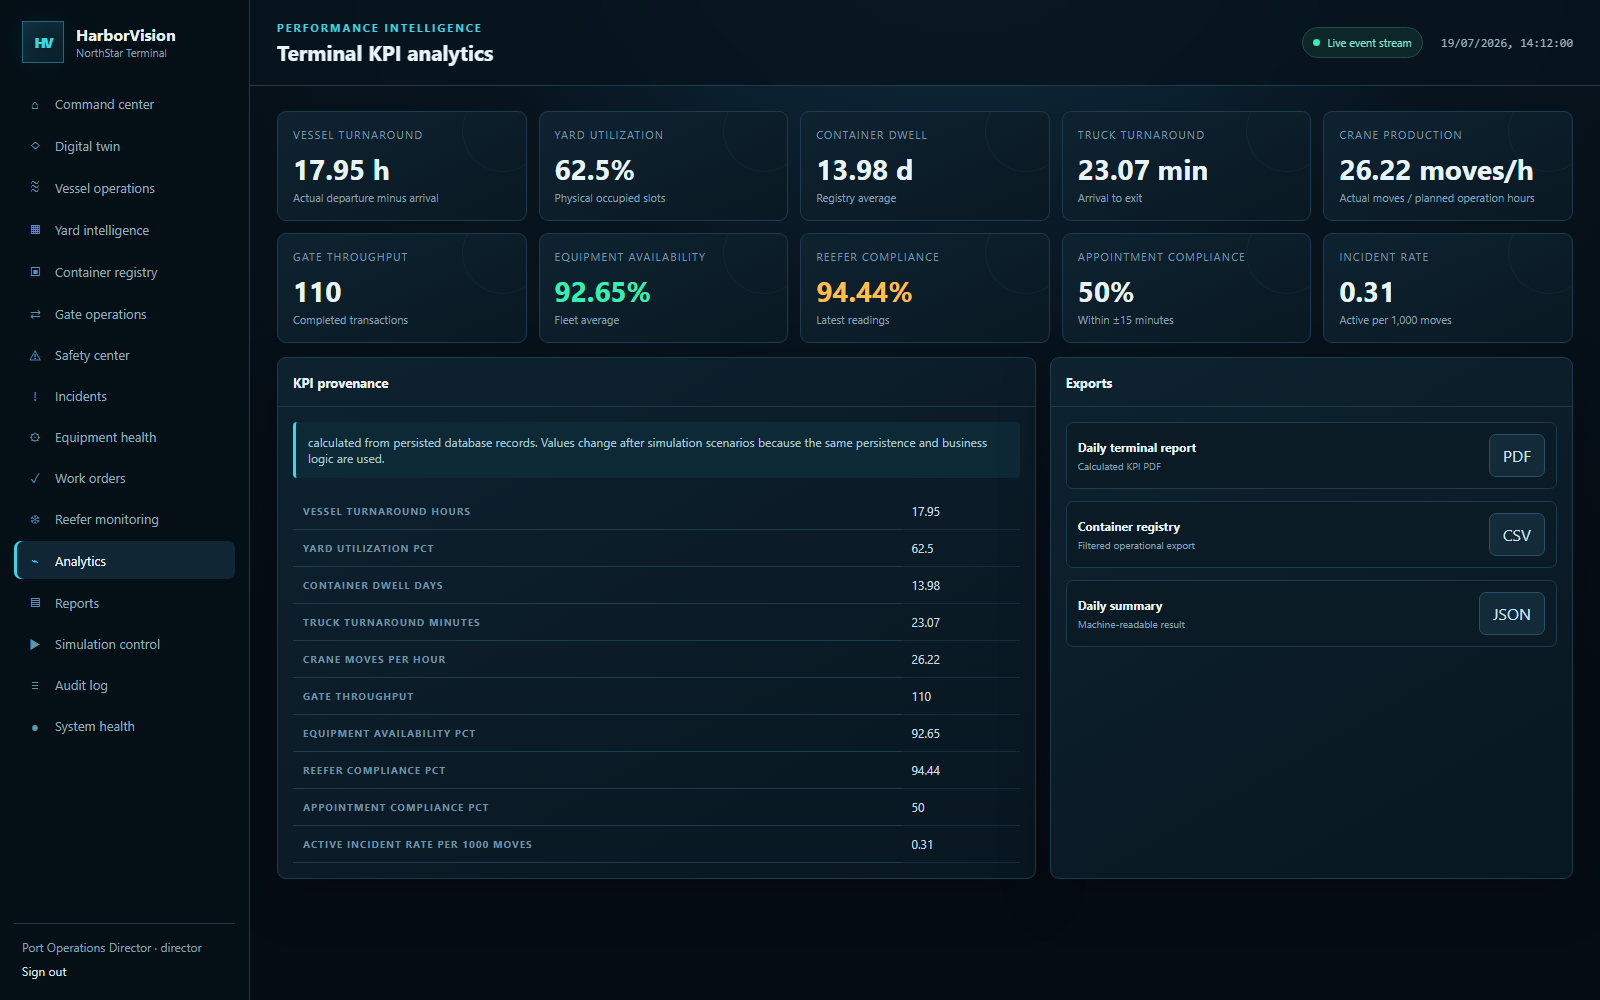 HV
HarborVision
NorthStar Terminal
Command center
Digital twin
Vessel operations
Yard intelligence
Container registry
Gate operations
Safety center
Incidents
Equipment health
Work orders
Reefer monitoring
Analytics
Reports
Simulation control
Audit log
System health
Port Operations Director · director
Sign out
PERFORMANCE INTELLIGENCE
Terminal KPI analytics
Live event stream
19/07/2026, 14:12:00
VESSEL TURNAROUND
17.95 h
Actual departure minus arrival
YARD UTILIZATION
62.5%
Physical occupied slots
CONTAINER DWELL
13.98 d
Registry average
TRUCK TURNAROUND
23.07 min
Arrival to exit
CRANE PRODUCTION
26.22 moves/h
Actual moves / planned operation hours
GATE THROUGHPUT
110
Completed transactions
EQUIPMENT AVAILABILITY
92.65%
Fleet average
REEFER COMPLIANCE
94.44%
Latest readings
APPOINTMENT COMPLIANCE
50%
Within ±15 minutes
INCIDENT RATE
0.31
Active per 1,000 moves
KPI provenance
calculated from persisted database records. Values change after simulation scenarios because the same persistence and business
logic are used.
VESSEL TURNAROUND HOURS 17.95
YARD UTILIZATION PCT 62.5
CONTAINER DWELL DAYS 13.98
TRUCK TURNAROUND MINUTES 23.07
CRANE MOVES PER HOUR 26.22
GATE THROUGHPUT 110
EQUIPMENT AVAILABILITY PCT 92.65
REEFER COMPLIANCE PCT 94.44
APPOINTMENT COMPLIANCE PCT 50
ACTIVE INCIDENT RATE PER 1000 MOVES 0.31
Exports
Daily terminal report
Calculated KPI PDF
PDF
Container registry
Filtered operational export
CSV
Daily summary
Machine-readable result
JSON